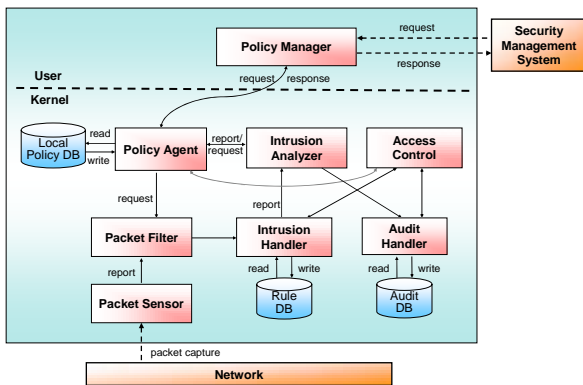 request
Security
Management
System
Policy Manager
response
request
response
User
Kernel
read
Local
Policy DB
write
Policy Agent
report/
request
Intrusion
Analyzer
Access
Control
request
report
Packet Filter
Intrusion
Handler
Audit
Handler
report
read
write
read
write
Packet Sensor
Rule
DB
Audit
DB
packet capture
Network